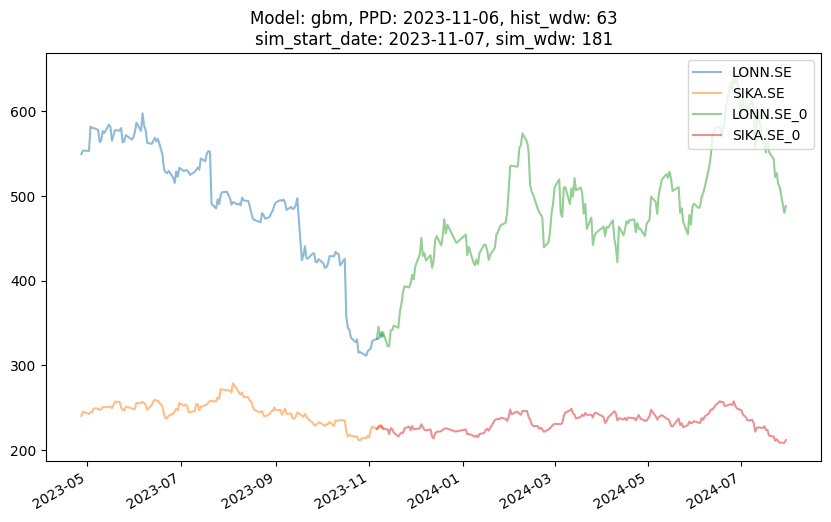 Model: gbm, PPD: 2023-11-06, hist_wdw: 63
sim_start_date: 2023-11-07, sim_wdw: 181
LONN.SE
SIKA.SE
LONN.SE_0
SIKA.SE_0
600
500
400
300
200
2023-05
2023-07
2023-09
2023-11
2024-01
2024-03
2024-05
2024-07